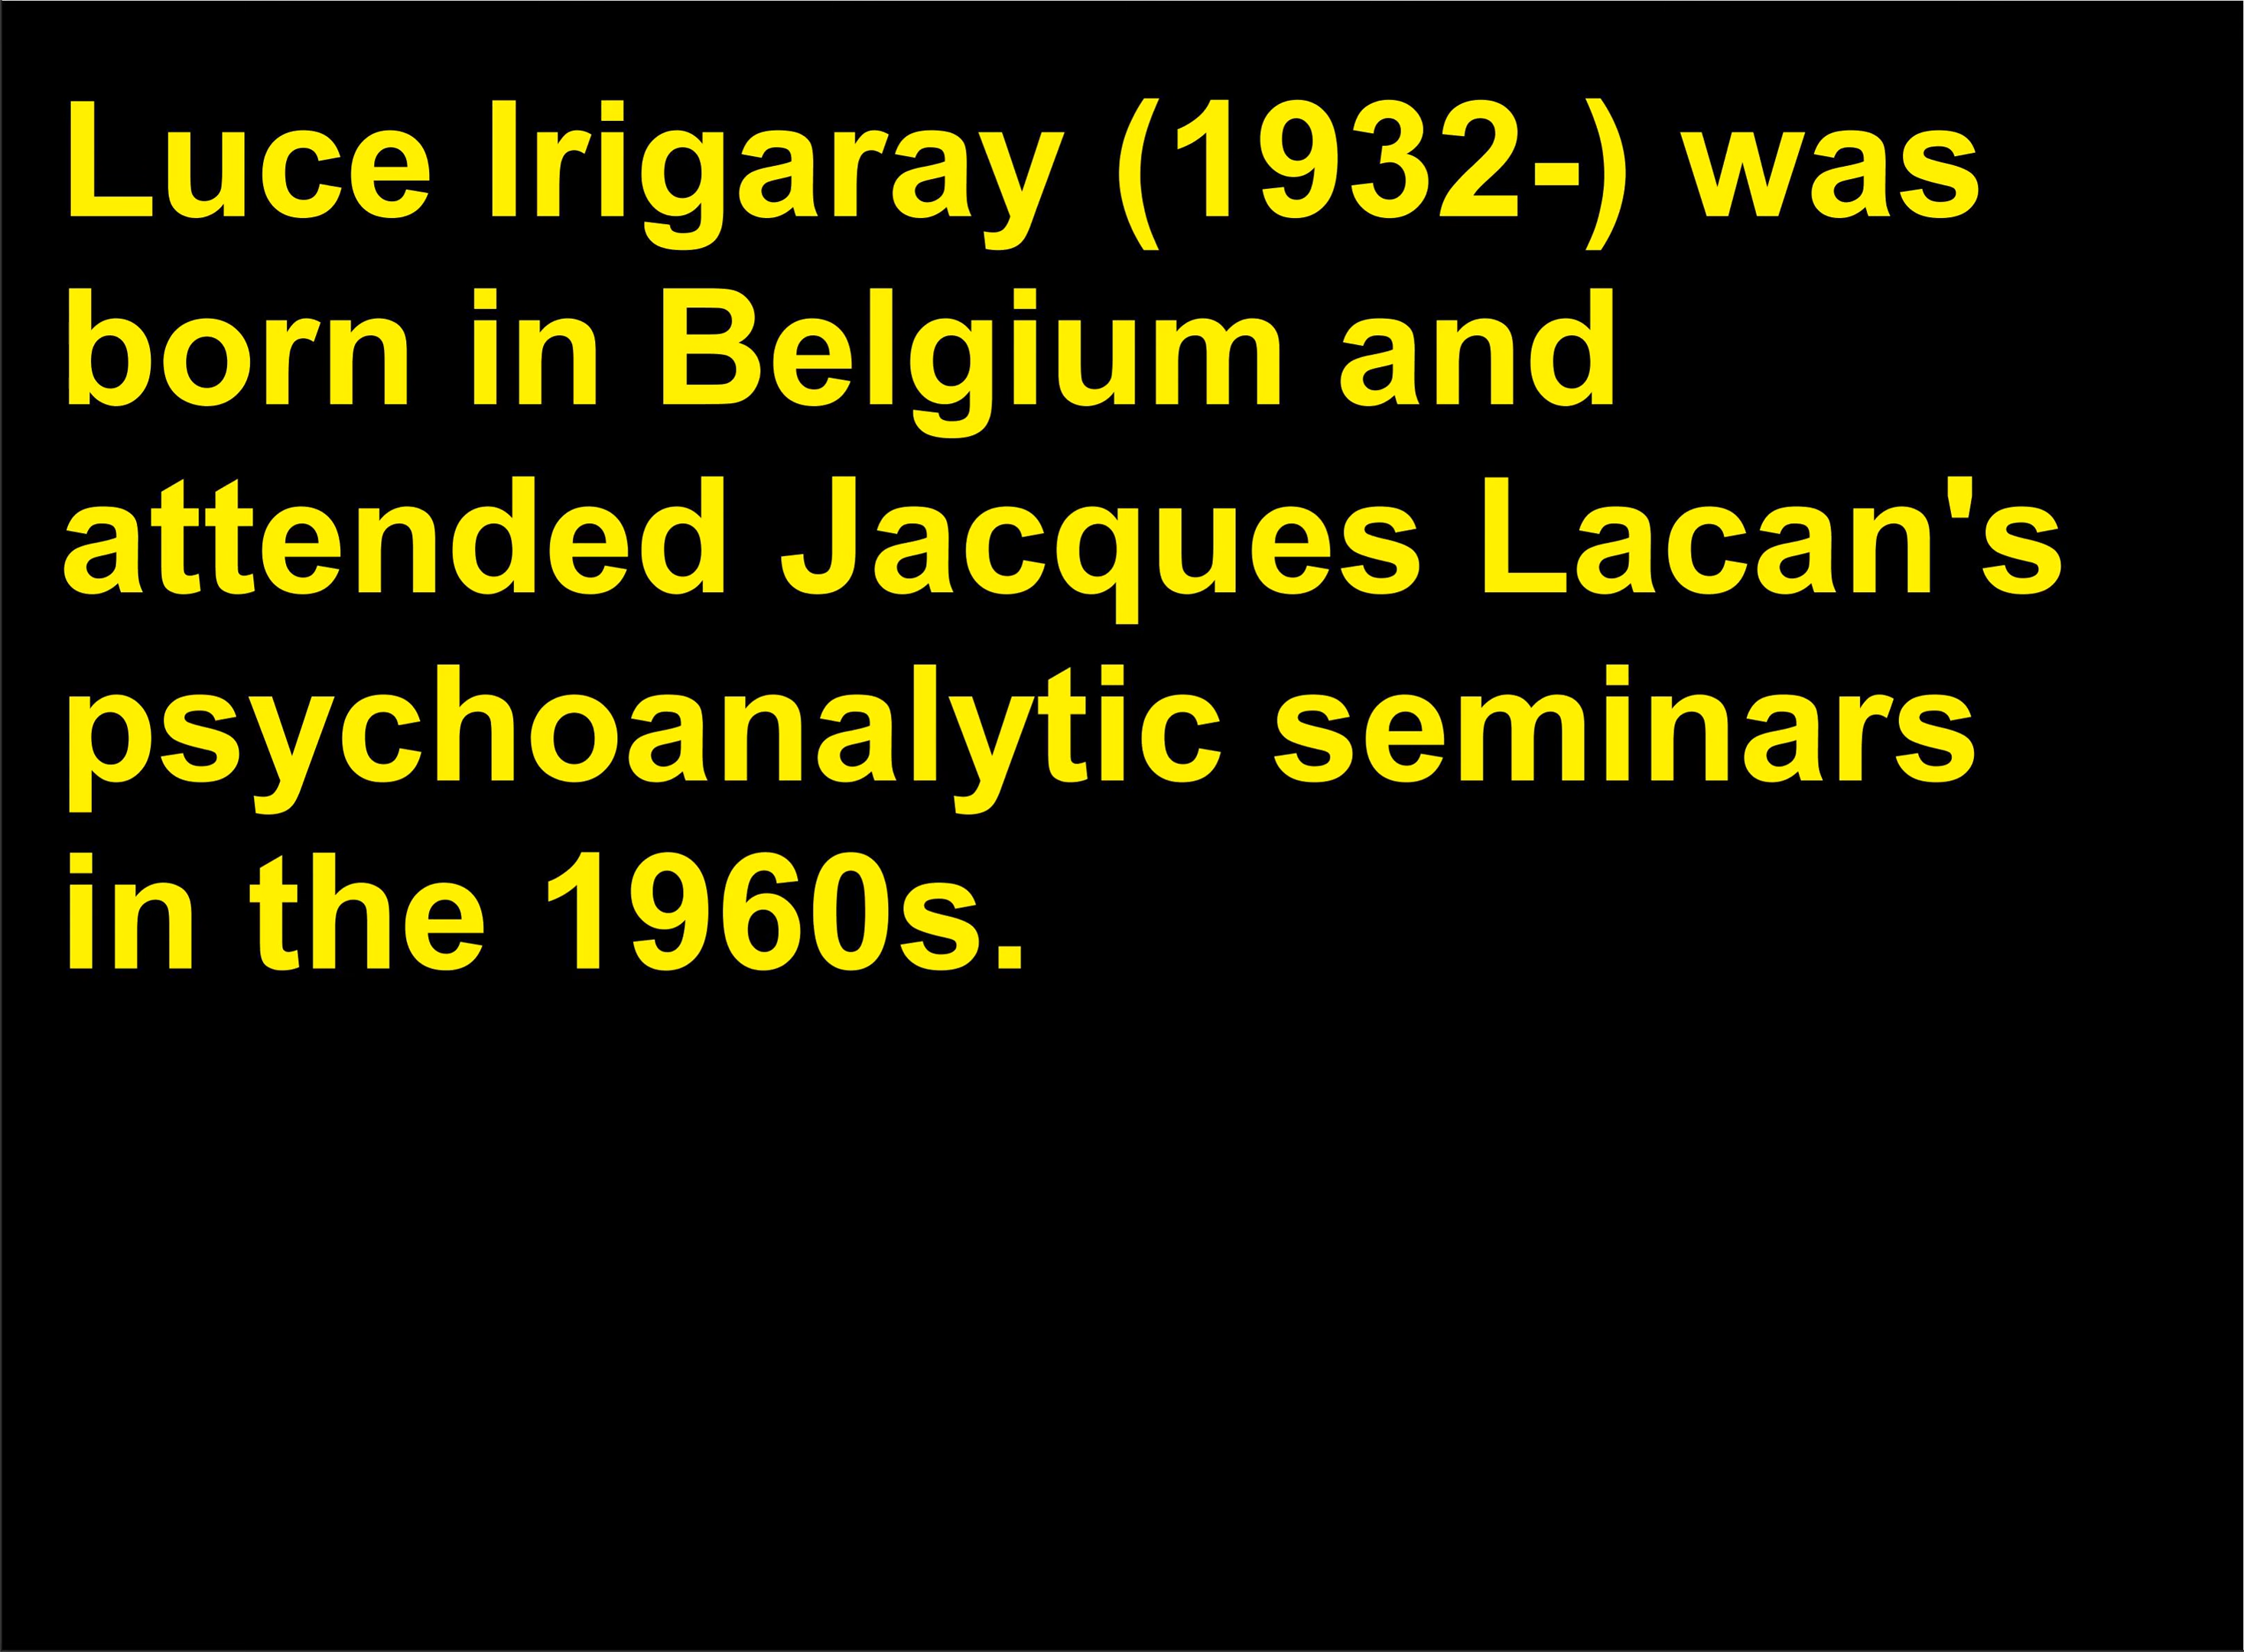 Luce Irigaray (1932-) was
born in Belgium and
attended Jacques Lacan's
psychoanalytic seminars
in the 1960s.